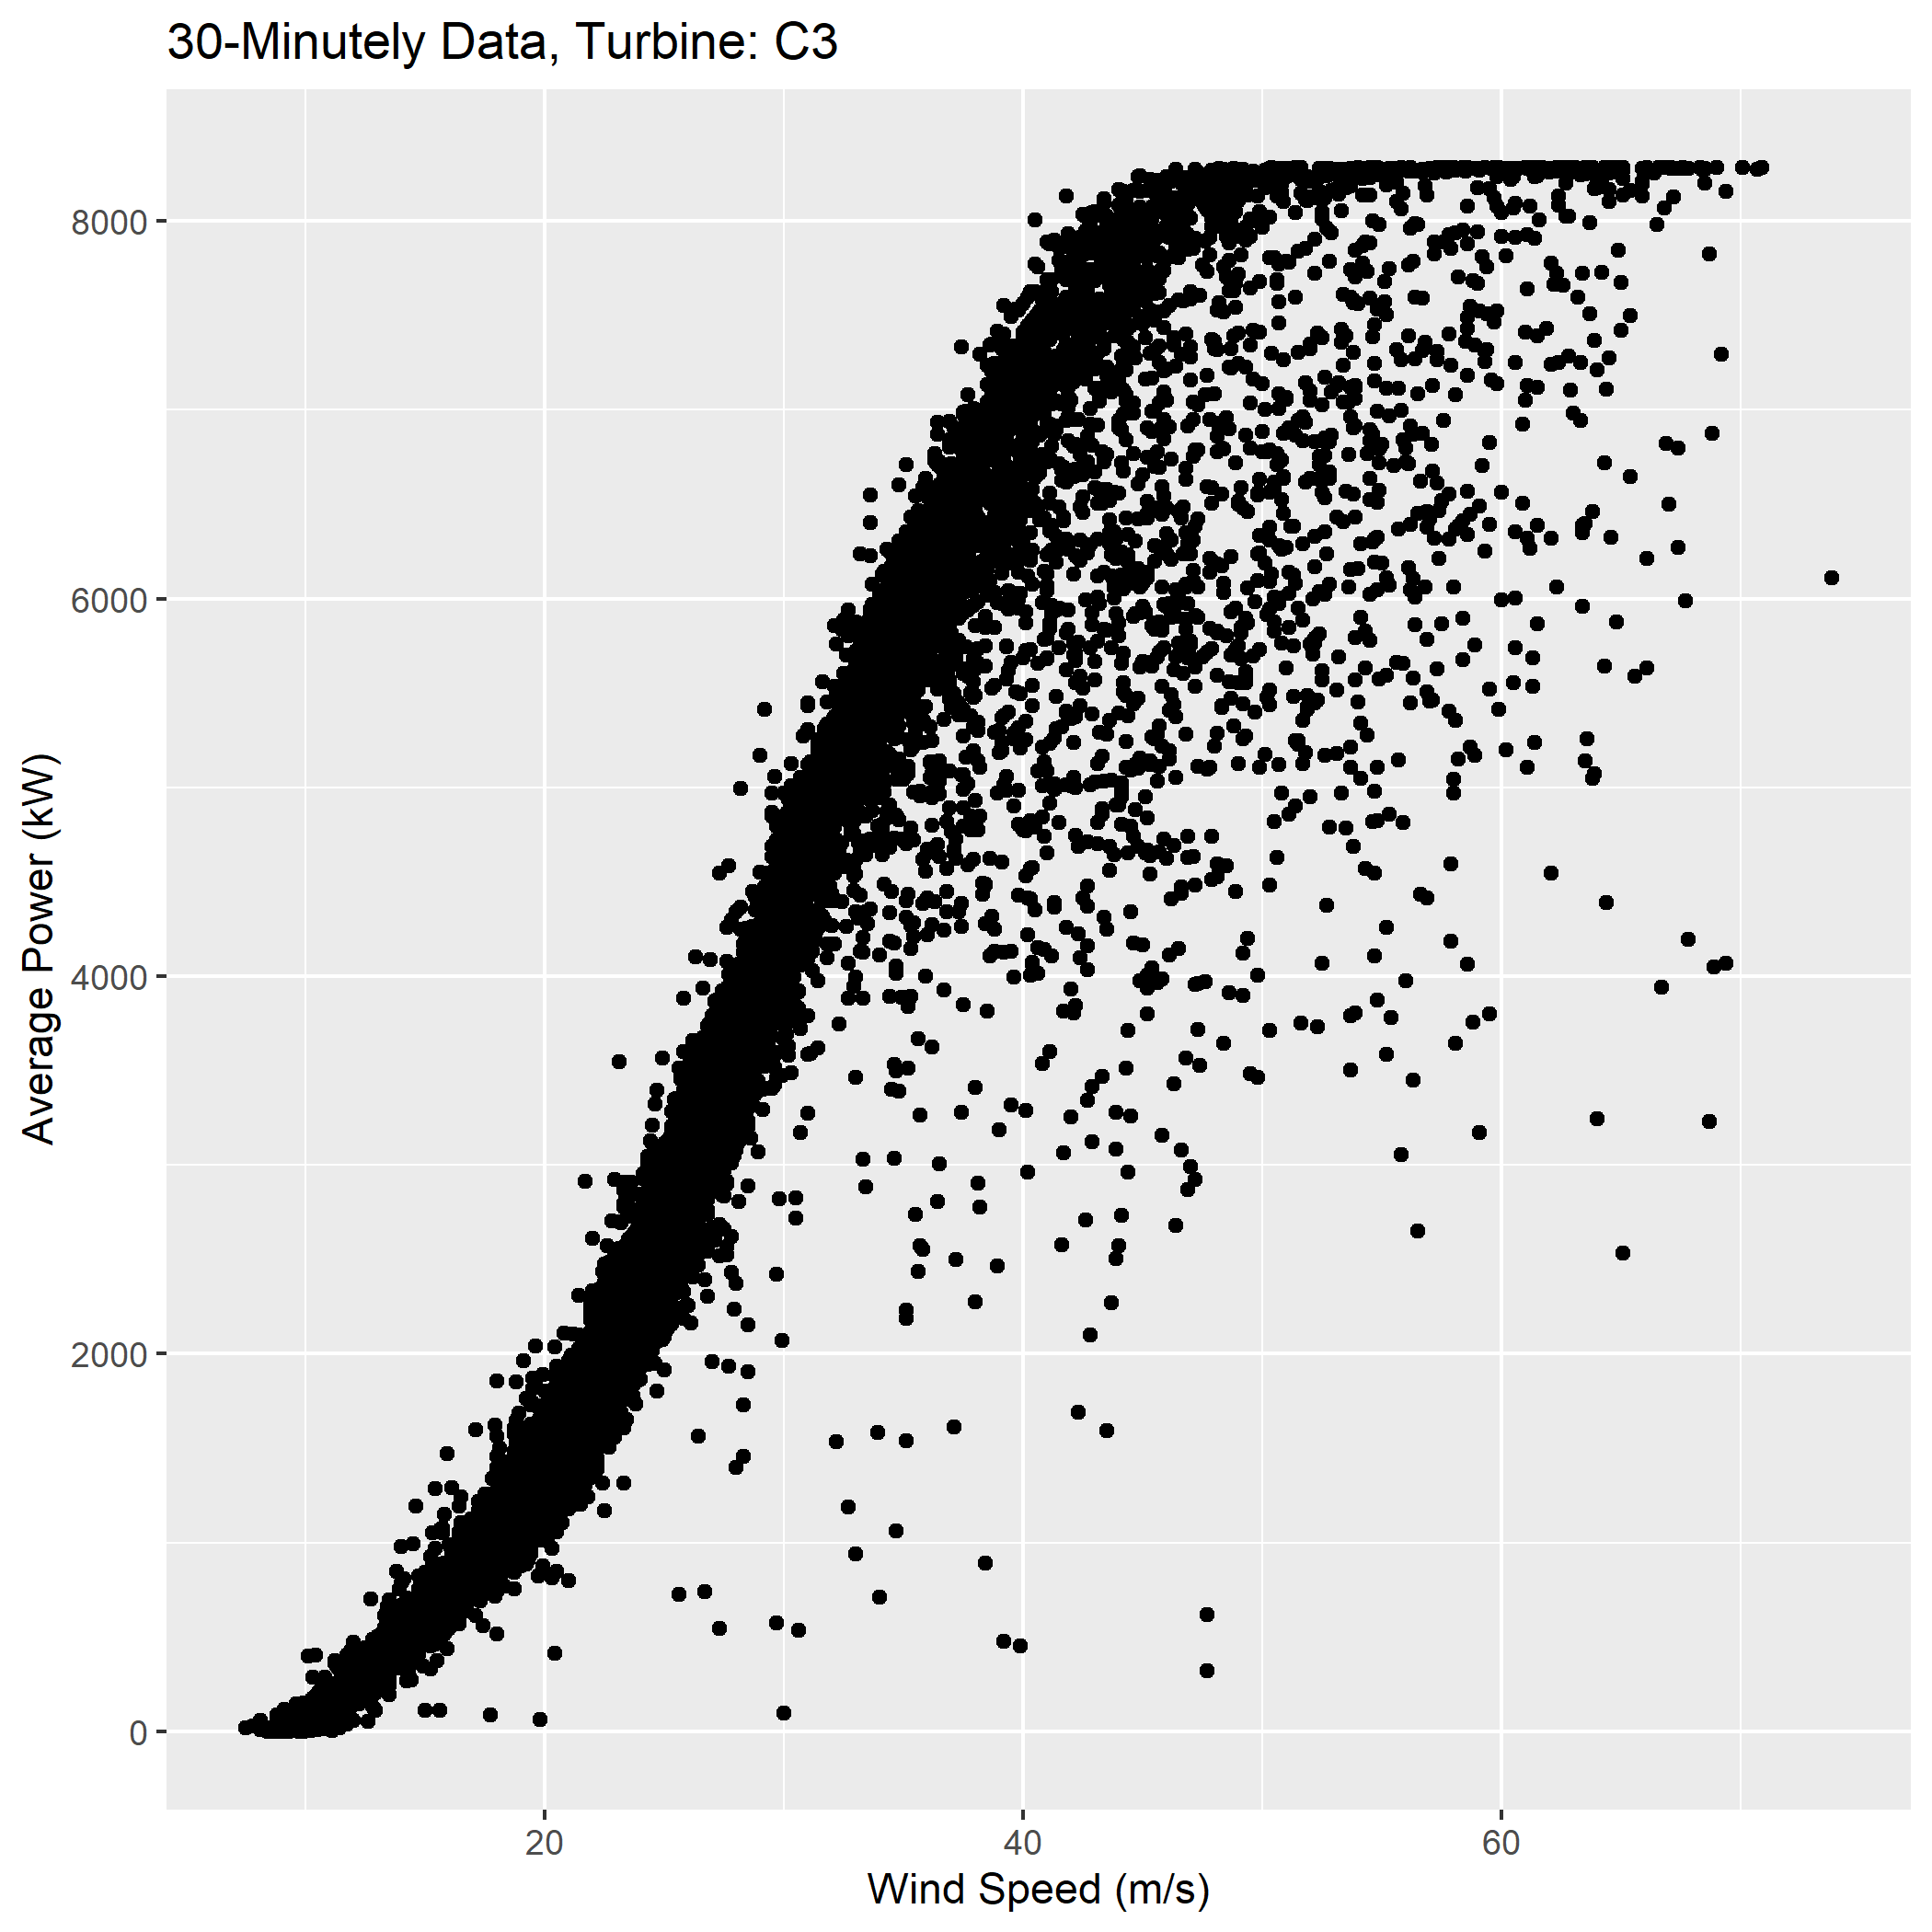 30-Minutely Data, Turbine: C3
Average Power (kW)
8000
6000
4000
2000
0
20 40 60
Wind Speed (m/s)